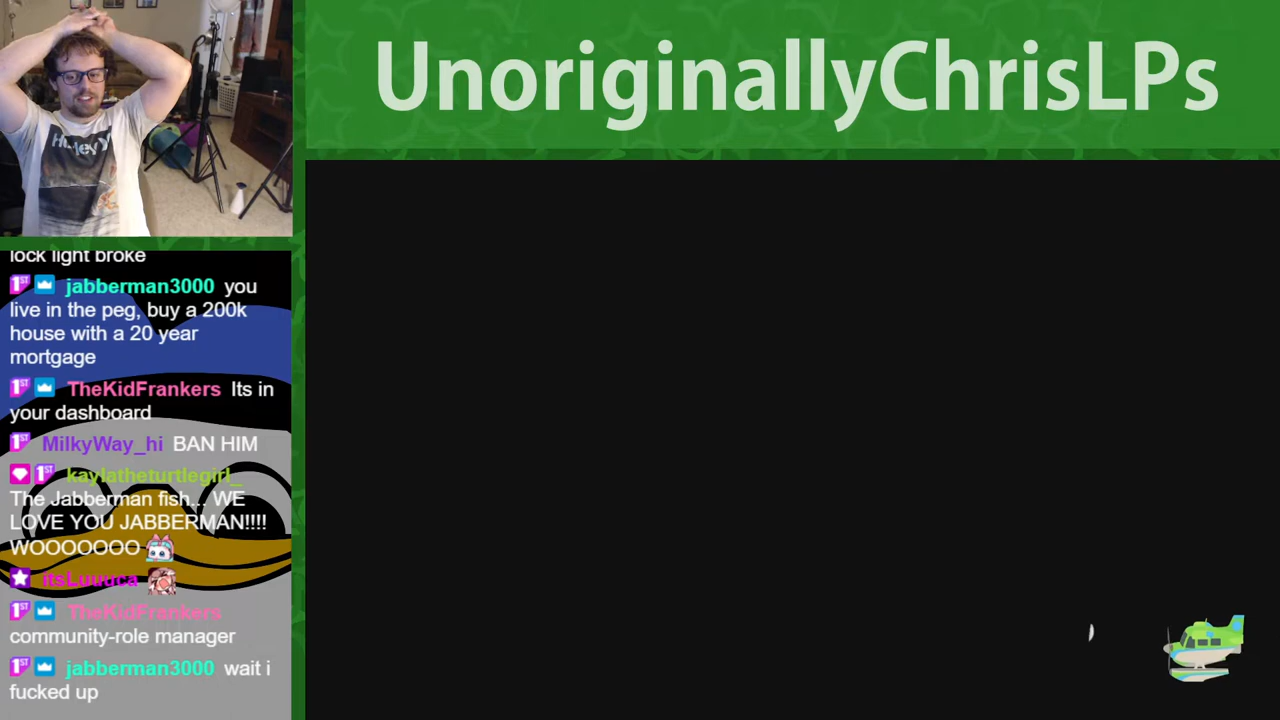 UnoriginallyChrisLPs
Hurley
lock light broke
jabberman3000 you
live in the peg, buy a 200k
house with a 20 year
mortgage
TheKidFrankers Its in
your dashboard
MilkyWay_hi BAN HIM
kaylatheturtlegirl_
The Jabberman fish... WE
LOVE YOU JABBERMAN!!!!
WOOOOOOO
itsLuuuca
TheKidFrankers
community-role manager
jabberman3000 wait i
fucked up